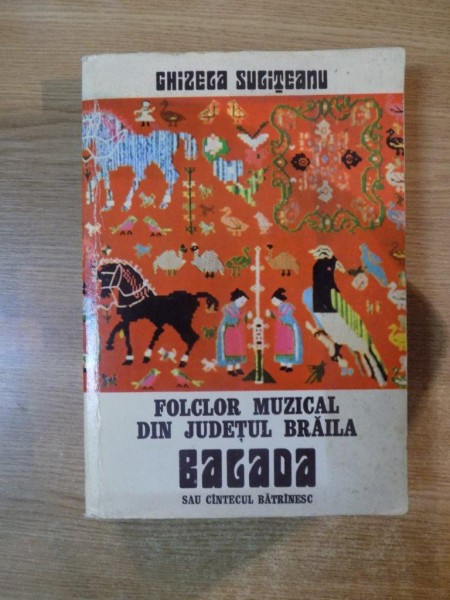 GHIZELA SULIȚEANU
FOLCLOR MUZICAL
DIN JUDEȚUL BRĂILA
BALADA
SAU CÎNTECUL BĂTRÎNESC